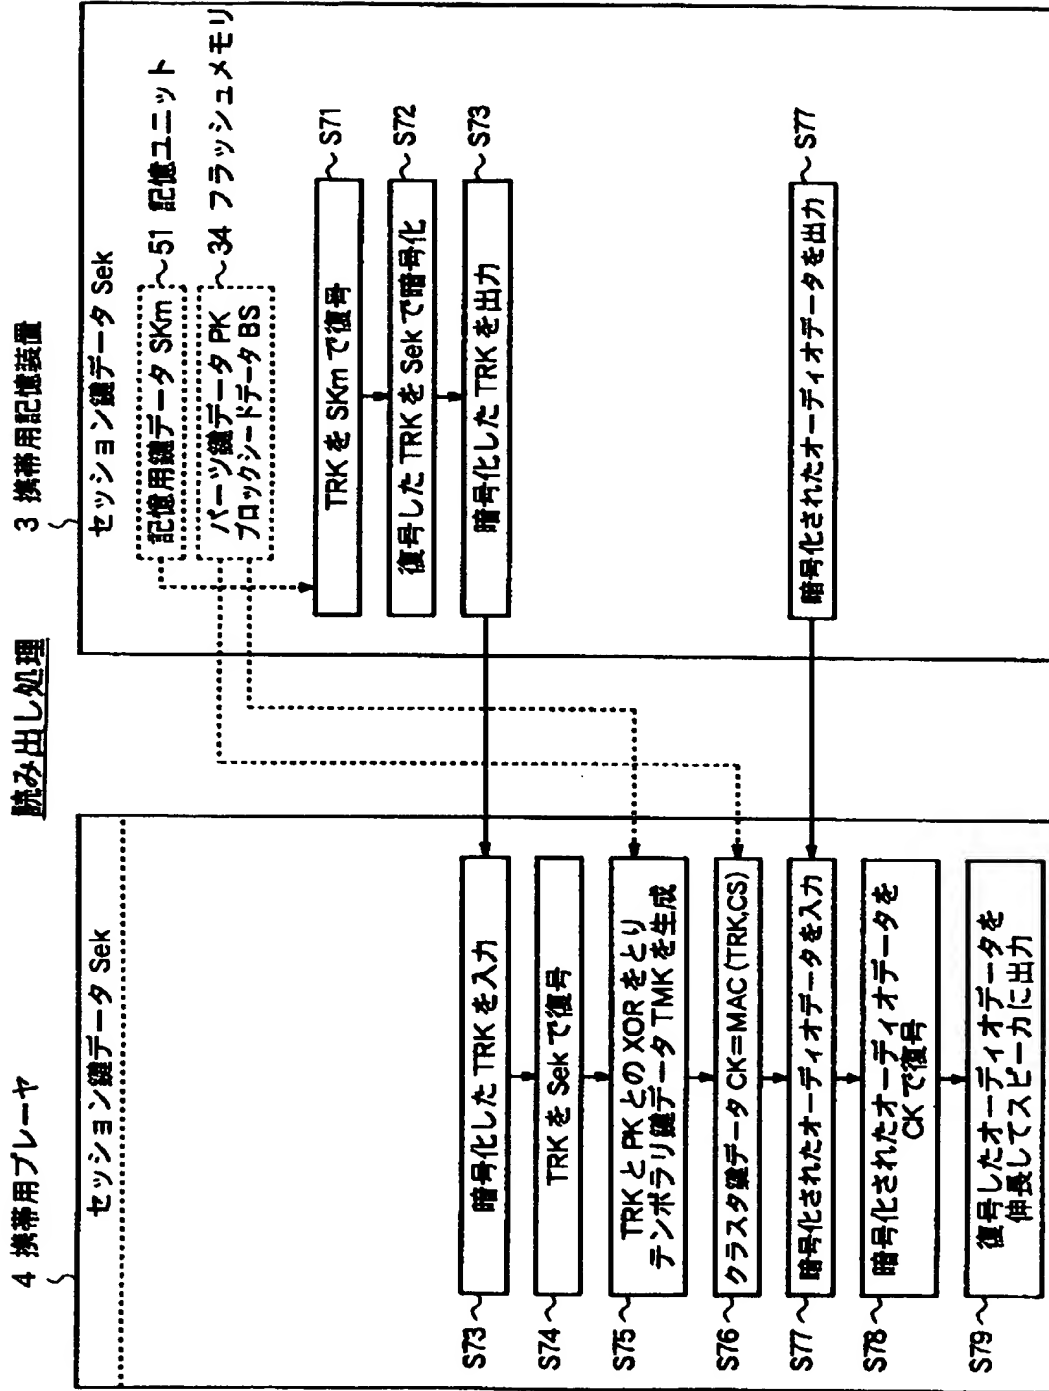 読み出し処理
4 携帯用プレーヤ
セッション鍵データ Sek
S73
暗号化した TRK を入力
S74
TRK を Sek で復号
S75
TRK と PK との XOR をとり
テンポラリ鍵データ TMK を生成
S76
クラスタ鍵データ CK=MAC (TRK,CS)
S77
暗号化されたオーディオデータを入力
S78
暗号化されたオーディオデータを
CK で復号
S79
復号したオーディオデータを
伸長してスピーカに出力
3 携帯用記憶装置
セッション鍵データ Sek
記憶用鍵データ SKm
51 記憶ユニット
パーツ鍵データ PK
ブロックシードデータ BS
34 フラッシュメモリ
TRK を SKm で復号
S71
復号した TRK を Sek で暗号化
S72
暗号化した TRK を出力
S73
暗号化されたオーディオデータを出力
S77